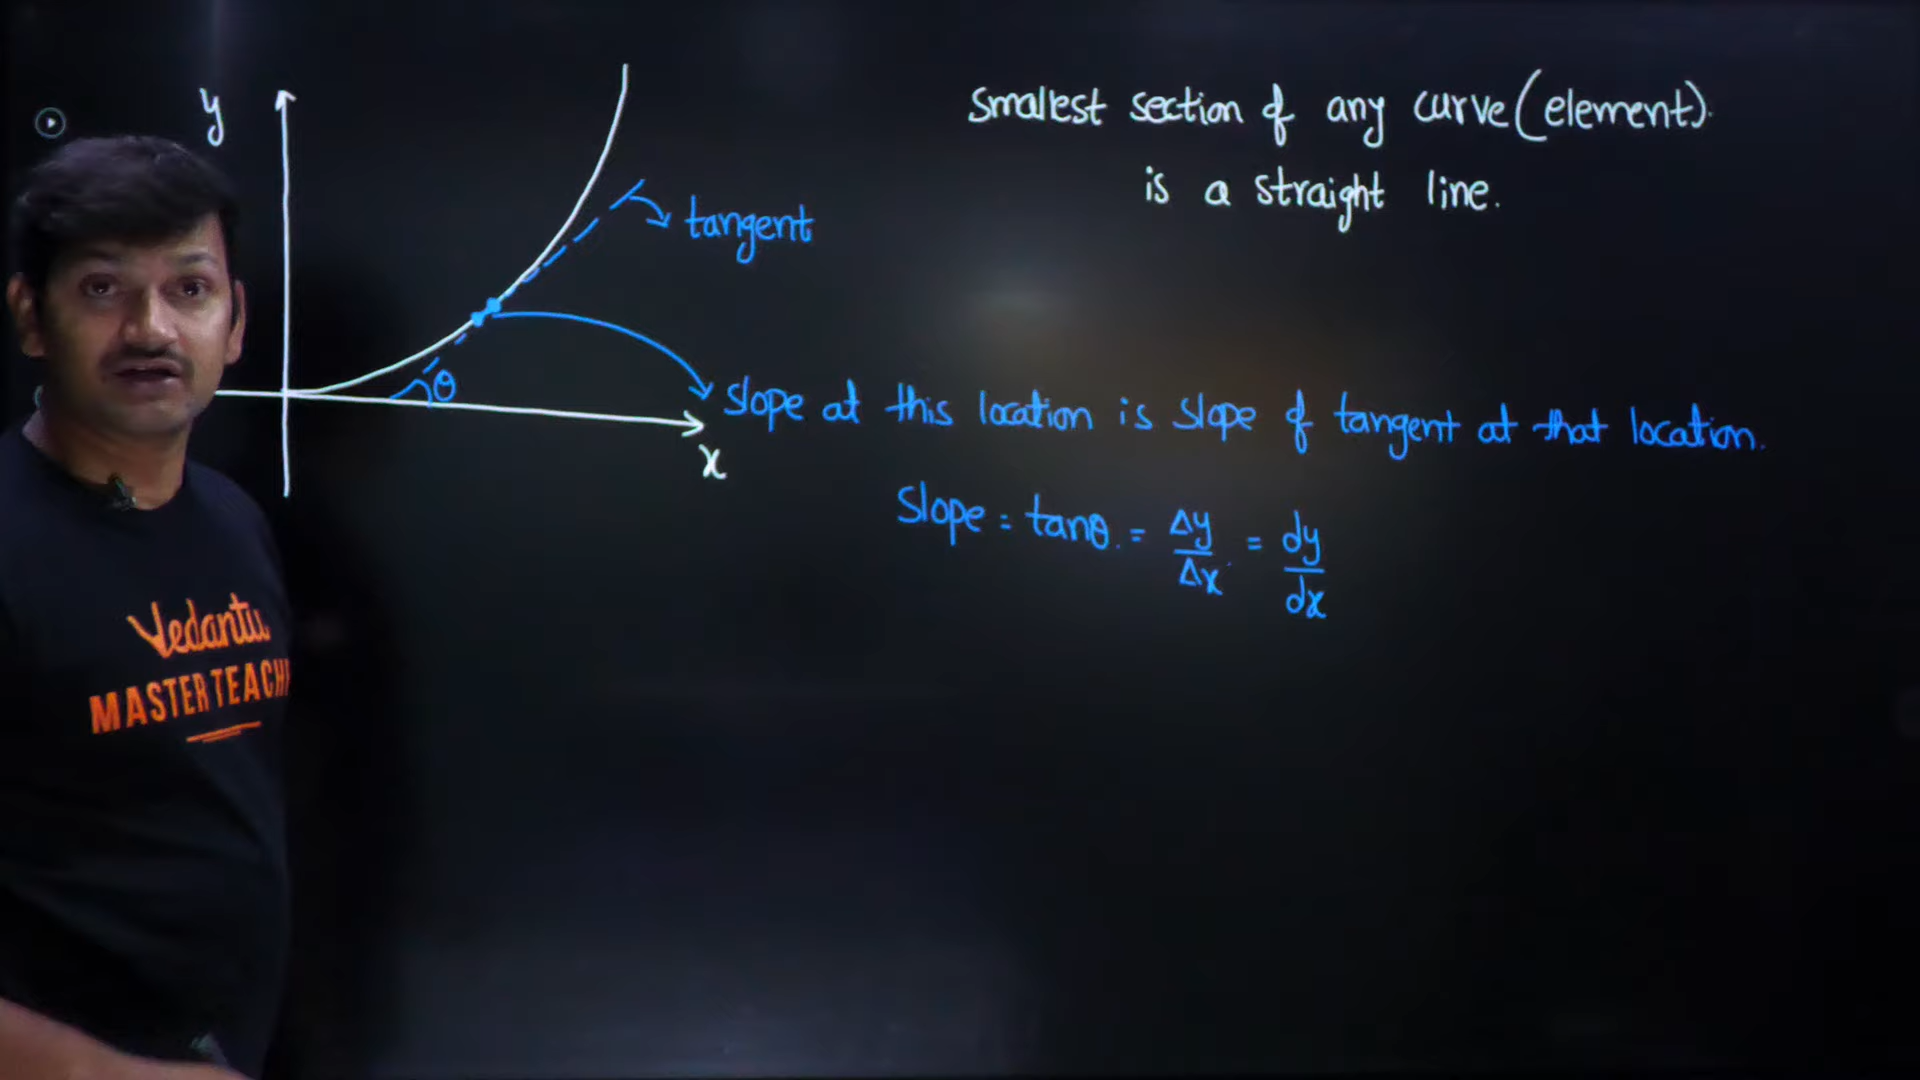 y
Smallest section of any curve (element).
is a straight line.
tangent
θ
slope at this location is slope of tangent at that location.
x
Slope = tanθ. = Δy/Δx = dy/dx
Vedantu
MASTER TEACH